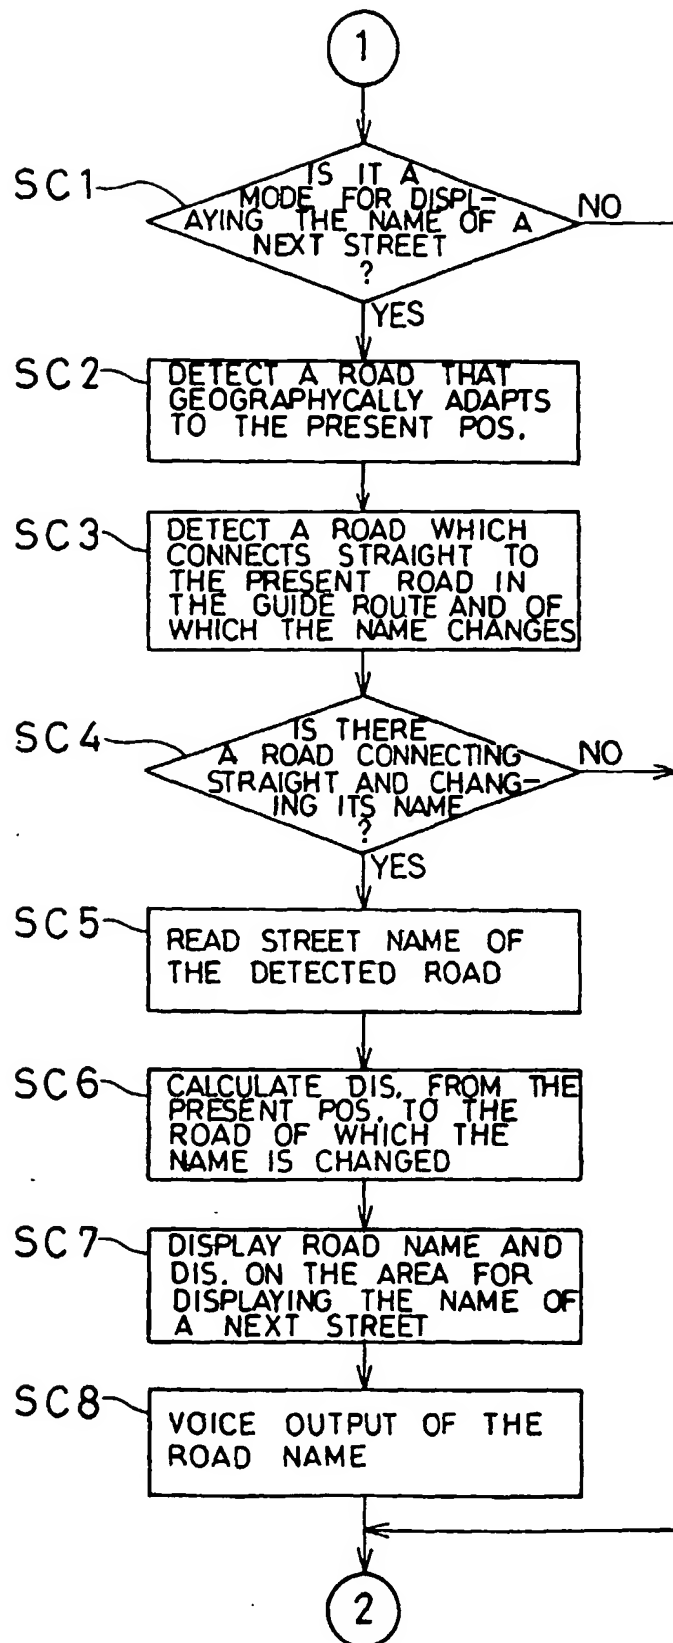 1
SC1
IS IT A
MODE FOR DISPL-
AYING THE NAME OF A
NEXT STREET
?
NO
YES
SC2
DETECT A ROAD THAT
GEOGRAPHYCALLY ADAPTS
TO THE PRESENT POS.
SC3
DETECT A ROAD WHICH
CONNECTS STRAIGHT TO
THE PRESENT ROAD IN
THE GUIDE ROUTE AND OF
WHICH THE NAME CHANGES
SC4
IS THERE
A ROAD CONNECTING
STRAIGHT AND CHANG-
ING ITS NAME
?
NO
YES
SC5
READ STREET NAME OF
THE DETECTED ROAD
SC6
CALCULATE DIS. FROM THE
PRESENT POS. TO THE
ROAD OF WHICH THE
NAME IS CHANGED
SC7
DISPLAY ROAD NAME AND
DIS. ON THE AREA FOR
DISPLAYING THE NAME OF
A NEXT STREET
SC8
VOICE OUTPUT OF THE
ROAD NAME
2